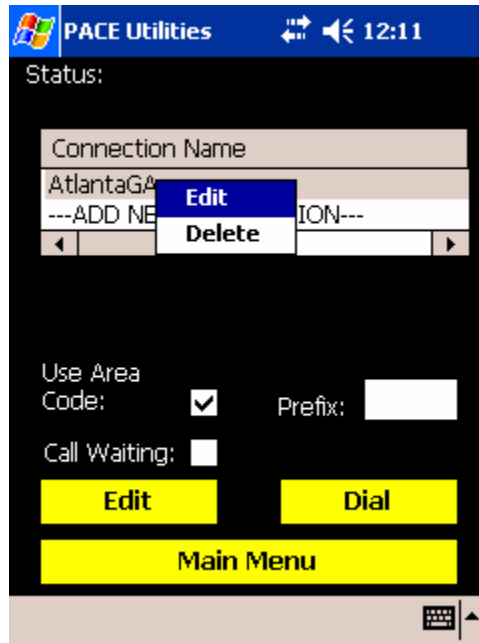 PACE Utilities 12:11
Status:
Connection Name
AtlantaGA
Edit
---ADD NE ION---
Delete
Use Area
Code:
Prefix:
Call Waiting:
Edit Dial
Main Menu